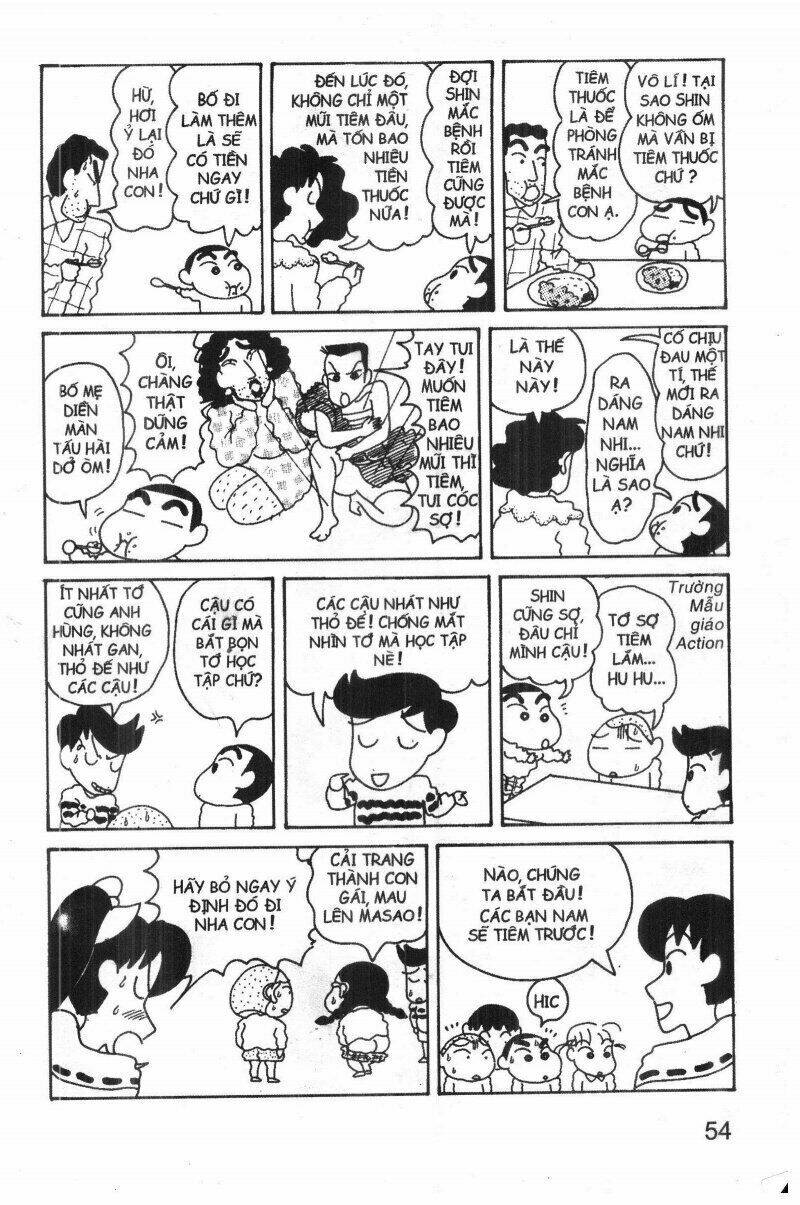 VÔ LÍ! TẠI
SAO SHIN
KHÔNG ỐM
MÀ VẪN BỊ
TIÊM THUỐC
CHỨ?
TIÊM
THUỐC
LÀ ĐỂ
PHÒNG
TRÁNH
MẮC
BỆNH
CON Ạ.
ĐỢI
SHIN
MẮC
BỆNH
RỒI
TIÊM
CŨNG
ĐƯỢC
MÀ!
ĐẾN LÚC ĐÓ,
KHÔNG CHỈ MỘT
MŨI TIÊM ĐÂU,
MÀ TỐN BAO
NHIÊU
TIỀN
THUỐC
NỮA!
BỐ ĐI
LÀM THÊM
LÀ SẼ
CÓ TIỀN
NGAY
CHỨ GÌ!
HỪ,
HƠI
Ỷ LẠI
ĐÓ
NHA
CON!
CỐ CHỊU
ĐAU MỘT
TÍ, THẾ
MỚI RA
DÁNG
NAM NHI
CHỨ!
RA
DÁNG
NAM
NHI...
NGHĨA
LÀ SAO
Ạ?
LÀ THẾ
NÀY
NÀY!
TAY TUI
ĐÂY!
MUỐN
TIÊM
BAO
NHIÊU
MŨI THÌ
TIÊM,
TUI CÓC
SỢ!
ÔI,
CHÀNG
THẬT
DŨNG
CẢM!
BỐ MẸ
DIỄN
MÀN
TẤU HÀI
DỞ ÒM!
Trường
Mẫu
giáo
Action
TỚ SỢ
TIÊM
LẮM...
HU HU...
SHIN
CŨNG SỢ,
ĐÂU CHỈ
MÌNH CẬU!
CÁC CẬU NHÁT NHƯ
THỎ ĐẾ! CHỐNG MẮT
NHÌN TỚ MÀ HỌC TẬP
NÈ!
CẬU CÓ
CÁI GÌ MÀ
BẮT BỌN
TỚ HỌC
TẬP CHỨ?
ÍT NHẤT TỚ
CŨNG ANH
HÙNG, KHÔNG
NHÁT GAN,
THỎ ĐẾ NHƯ
CÁC CẬU!
NÀO, CHÚNG
TA BẮT ĐẦU!
CÁC BẠN NAM
SẼ TIÊM TRƯỚC!
HIC
CẢI TRANG
THÀNH CON
GÁI, MAU
LÊN MASAO!
HÃY BỎ NGAY Ý
ĐỊNH ĐÓ ĐI
NHA CON!
54